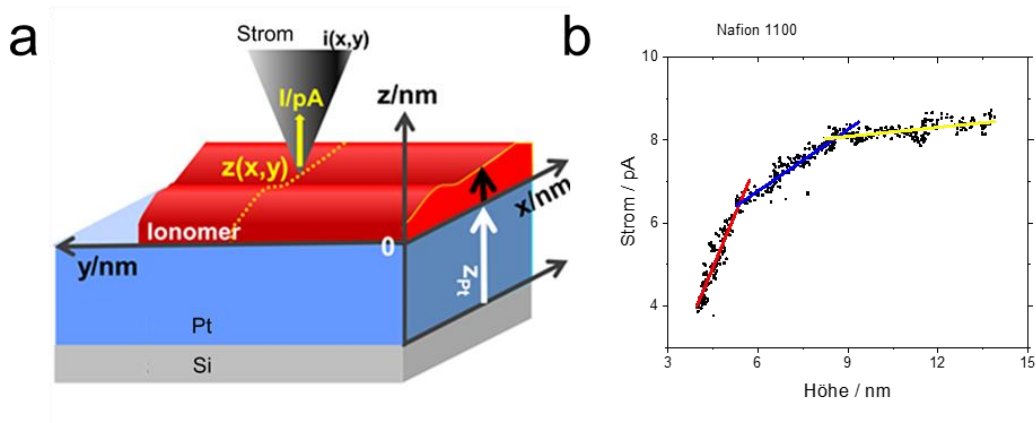 a
Strom
i(x,y)
I/pA
z/nm
z(x,y)
x/nm
Ionomer
0
y/nm
zPt
Pt
Si
b
Nafion 1100
10
8
6
4
Strom / pA
3
6
9
12
15
Höhe / nm